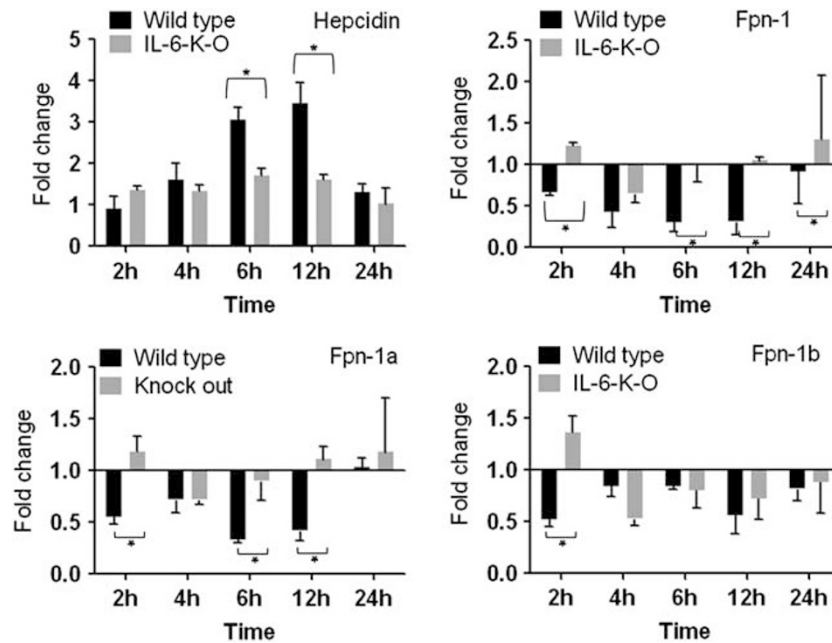 Wild type
IL-6-K-O
Hepcidin
*
*
Fold change
5
4
3
2
1
0
2h 4h 6h 12h 24h
Time
Wild type
IL-6-K-O
Fpn-1
Fold change
2.5
2.0
1.5
1.0
0.5
0.0
*
*
*
*
2h 4h 6h 12h 24h
Time
Wild type
Knock out
Fpn-1a
Fold change
2.0
1.5
1.0
0.5
0.0
*
*
*
2h 4h 6h 12h 24h
Time
Wild type
IL-6-K-O
Fpn-1b
Fold change
2.0
1.5
1.0
0.5
0.0
*
2h 4h 6h 12h 24h
Time